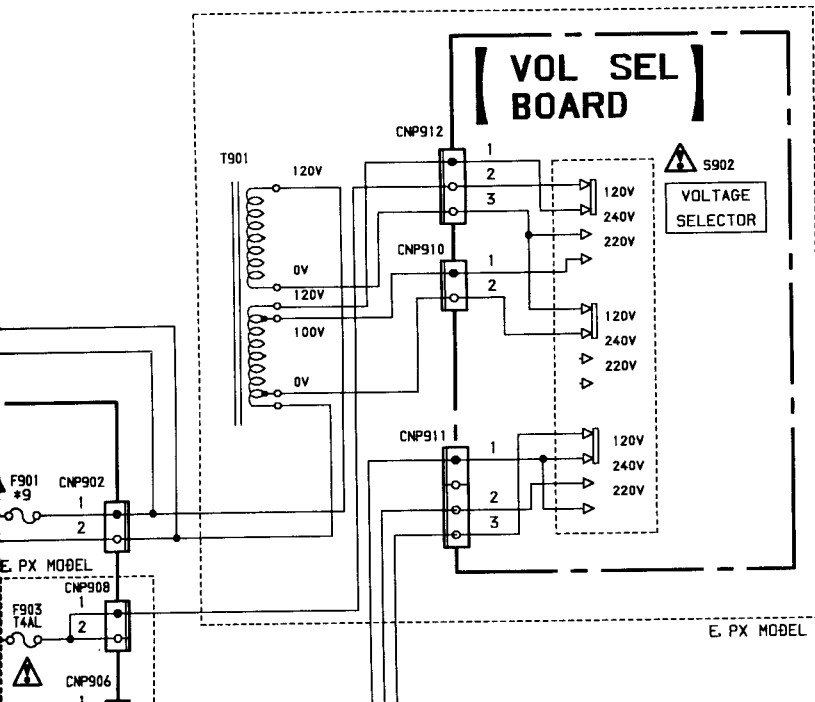 VOL SEL
BOARD
CNP912
T901
120V
1
2
3
S902
VOLTAGE
SELECTOR
120V
240V
220V
CNP910
0V
120V
1
2
100V
120V
240V
220V
0V
CNP911
1
2
3
120V
240V
220V
F901
*9
CNP902
1
2
E, PX MODEL
CNP908
F903
T4AL
1
2
E, PX MODEL
CNP906
1